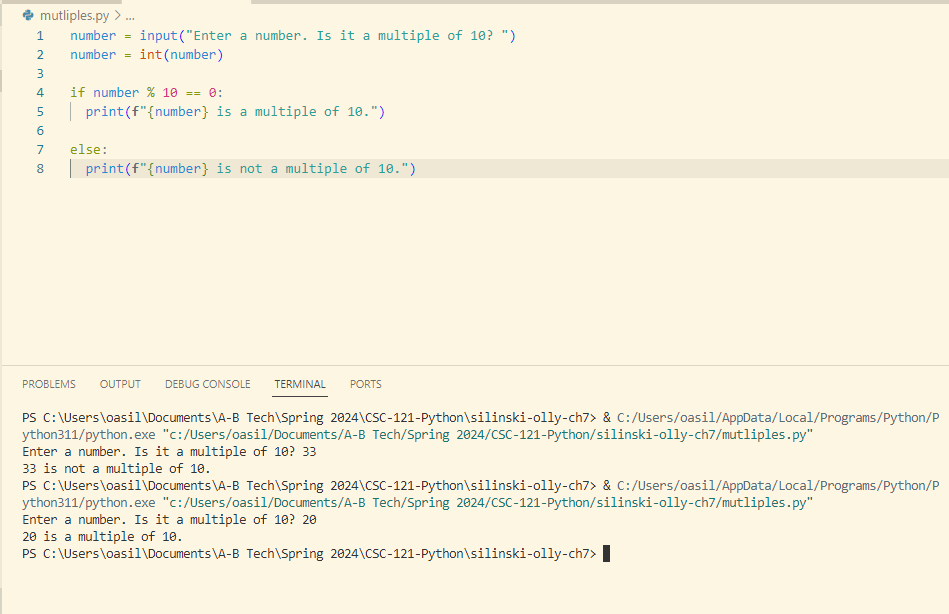 mutliples.py > ...
1 number = input("Enter a number. Is it a multiple of 10? ")
2 number = int(number)
3
4 if number % 10 == 0:
5   print(f"{number} is a multiple of 10.")
6
7 else:
8   print(f"{number} is not a multiple of 10.")
PROBLEMS OUTPUT DEBUG CONSOLE TERMINAL PORTS
PS C:\Users\oasil\Documents\A-B Tech\Spring 2024\CSC-121-Python\silinski-olly-ch7> & C:/Users/oasil/AppData/Local/Programs/Python/P
ython311/python.exe "c:/Users/oasil/Documents/A-B Tech/Spring 2024/CSC-121-Python/silinski-olly-ch7/mutliples.py"
Enter a number. Is it a multiple of 10? 33
33 is not a multiple of 10.
PS C:\Users\oasil\Documents\A-B Tech\Spring 2024\CSC-121-Python\silinski-olly-ch7> & C:/Users/oasil/AppData/Local/Programs/Python/P
ython311/python.exe "c:/Users/oasil/Documents/A-B Tech/Spring 2024/CSC-121-Python/silinski-olly-ch7/mutliples.py"
Enter a number. Is it a multiple of 10? 20
20 is a multiple of 10.
PS C:\Users\oasil\Documents\A-B Tech\Spring 2024\CSC-121-Python\silinski-olly-ch7>